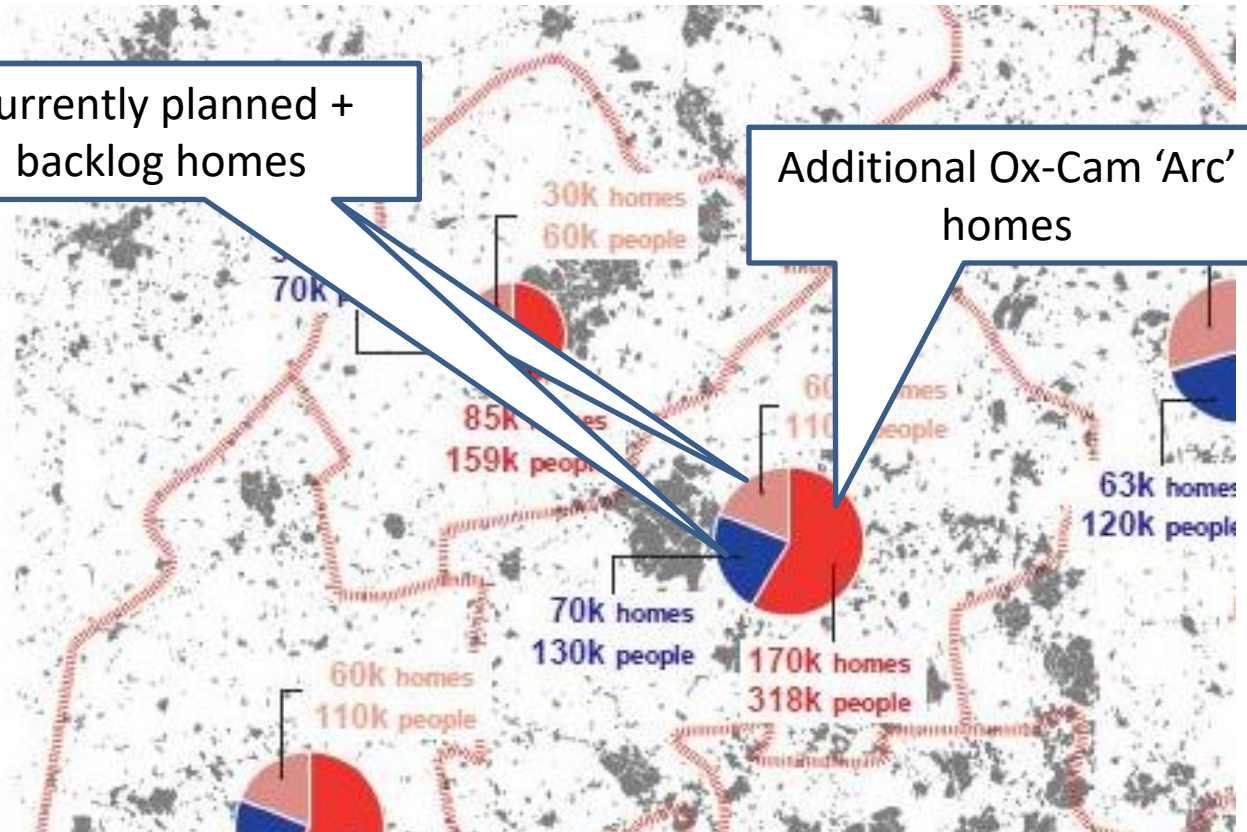 urrently planned +
backlog homes
Additional Ox-Cam ‘Arc’
homes
30k homes
60k people
70k
85k
159k
110
63k homes
120k people
70k homes
130k people
170k homes
318k people
60k homes
110k people